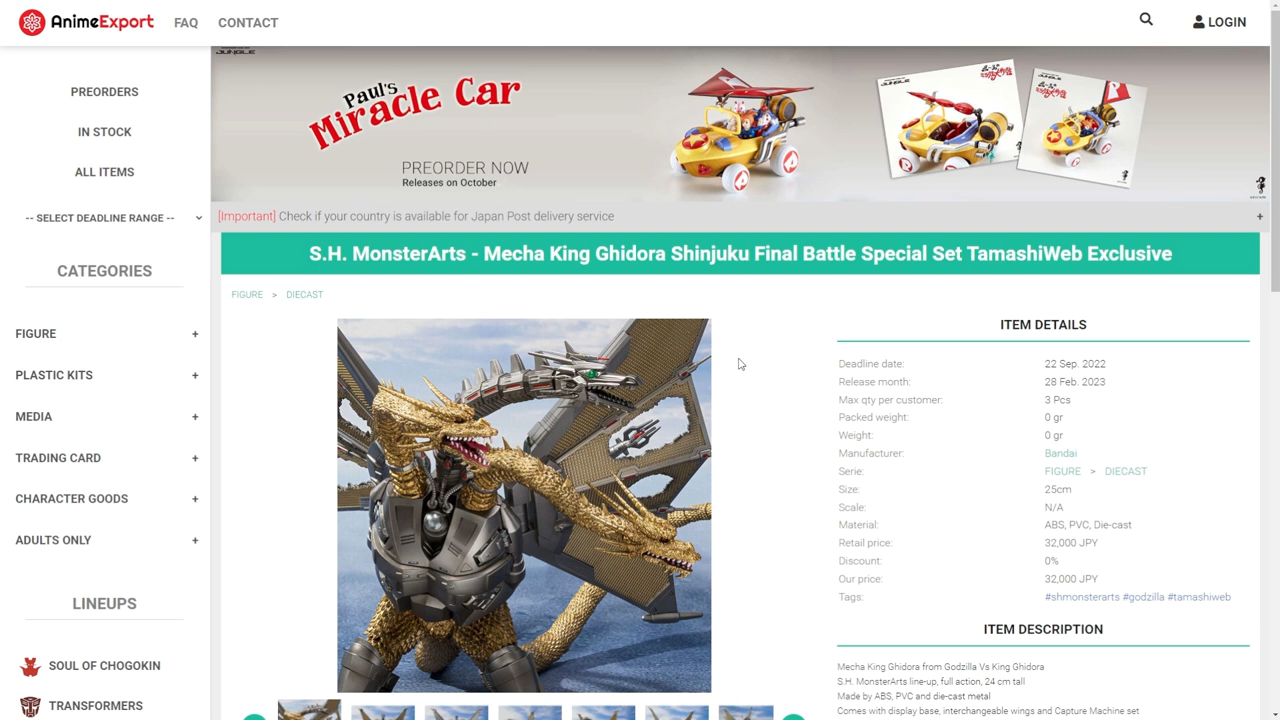 AnimeExport
FAQ
CONTACT
LOGIN
PREORDERS
IN STOCK
ALL ITEMS
-- SELECT DEADLINE RANGE --
CATEGORIES
FIGURE +
PLASTIC KITS +
MEDIA +
TRADING CARD +
CHARACTER GOODS +
ADULTS ONLY +
LINEUPS
SOUL OF CHOGOKIN
TRANSFORMERS
JUNGLE
Paul's
Miracle Car
PREORDER NOW
Releases on October
[Important] Check if your country is available for Japan Post delivery service +
S.H. MonsterArts - Mecha King Ghidora Shinjuku Final Battle Special Set TamashiWeb Exclusive
FIGURE > DIECAST
ITEM DETAILS
Deadline date: 22 Sep. 2022
Release month: 28 Feb. 2023
Max qty per customer: 3 Pcs
Packed weight: 0 gr
Weight: 0 gr
Manufacturer: Bandai
Serie: FIGURE > DIECAST
Size: 25cm
Scale: N/A
Material: ABS, PVC, Die-cast
Retail price: 32,000 JPY
Discount: 0%
Our price: 32,000 JPY
Tags: #shmonsterarts #godzilla #tamashiweb
ITEM DESCRIPTION
Mecha King Ghidora from Godzilla Vs King Ghidora
S.H. MonsterArts line-up, full action, 24 cm tall
Made by ABS, PVC and die-cast metal
Comes with display base, interchangeable wings and Capture Machine set